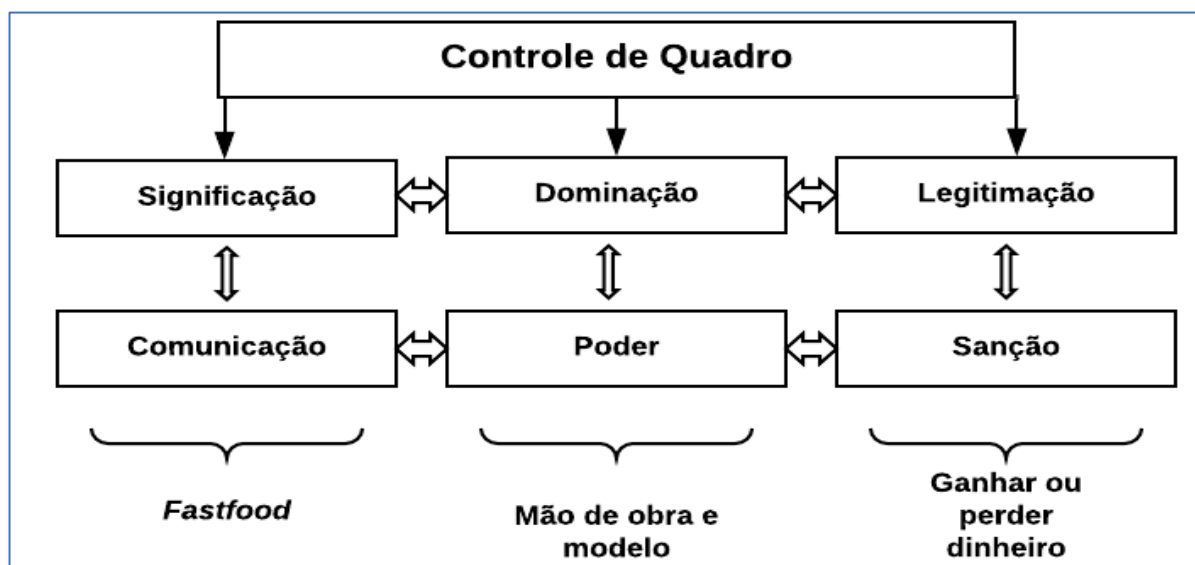 Controle de Quadro
Significação
Dominação
Legitimação
Comunicação
Poder
Sanção
Fastfood
Mão de obra e
modelo
Ganhar ou
perder
dinheiro